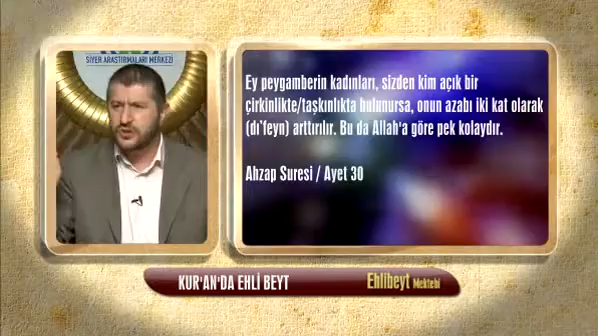 SİYER ARAŞTIRMALARI MERKEZİ
Ey peygamberin kadınları, sizden kim açık bir
çirkinlikte/taşkınlıkta bulunursa, onun azabı iki kat olarak
(dı'feyn) arttırılır. Bu da Allah'a göre pek kolaydır.
Ahzap Suresi / Ayet 30
KUR'AN'DA EHLİ BEYT
Ehlibeyt Mektebi